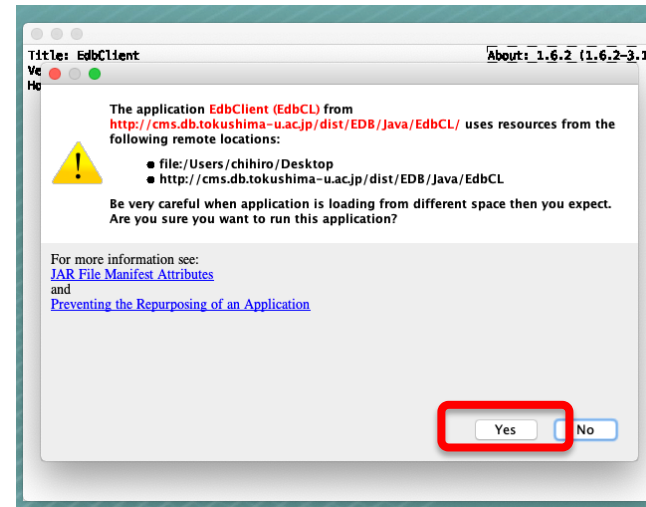 Title: EdbClient
About: 1.6.2 (1.6.2-3.1
Ve
Ho
The application EdbClient (EdbCL) from
http://cms.db.tokushima-u.ac.jp/dist/EDB/Java/EdbCL/ uses resources from the
following remote locations:
● file:/Users/chihiro/Desktop
● http://cms.db.tokushima-u.ac.jp/dist/EDB/Java/EdbCL
Be very careful when application is loading from different space then you expect.
Are you sure you want to run this application?
For more information see:
JAR File Manifest Attributes
and
Preventing the Repurposing of an Application
Yes
No